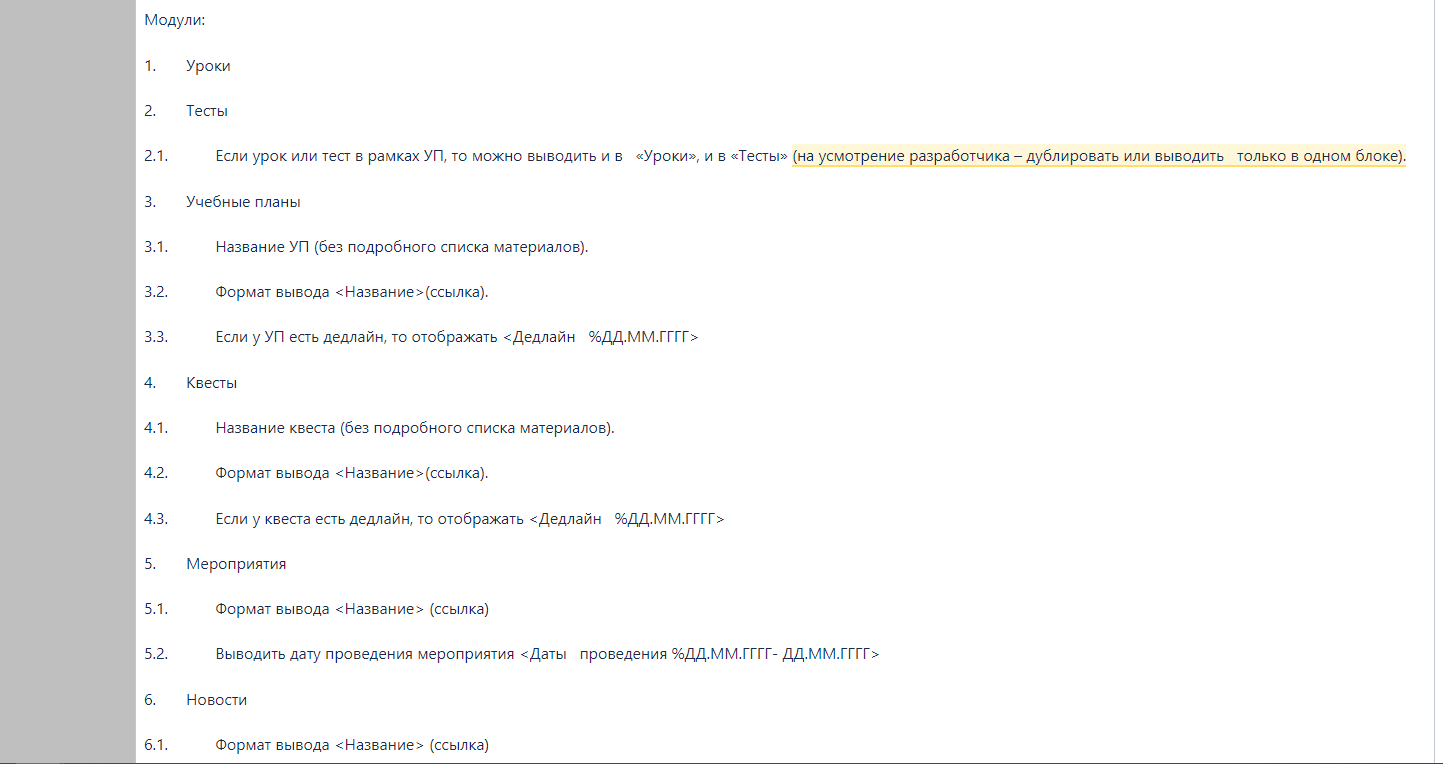 Модули:
1. Уроки
2. Тесты
2.1. Если урок или тест в рамках УП, то можно выводить и в «Уроки», и в «Тесты» (на усмотрение разработчика – дублировать или выводить только в одном блоке).
3. Учебные планы
3.1. Название УП (без подробного списка материалов).
3.2. Формат вывода <Название>(ссылка).
3.3. Если у УП есть дедлайн, то отображать <Дедлайн %ДД.ММ.ГГГГ>
4. Квесты
4.1. Название квеста (без подробного списка материалов).
4.2. Формат вывода <Название>(ссылка).
4.3. Если у квеста есть дедлайн, то отображать <Дедлайн %ДД.ММ.ГГГГ>
5. Мероприятия
5.1. Формат вывода <Название> (ссылка)
5.2. Выводить дату проведения мероприятия <Даты проведения %ДД.ММ.ГГГГ- ДД.ММ.ГГГГ>
6. Новости
6.1. Формат вывода <Название> (ссылка)